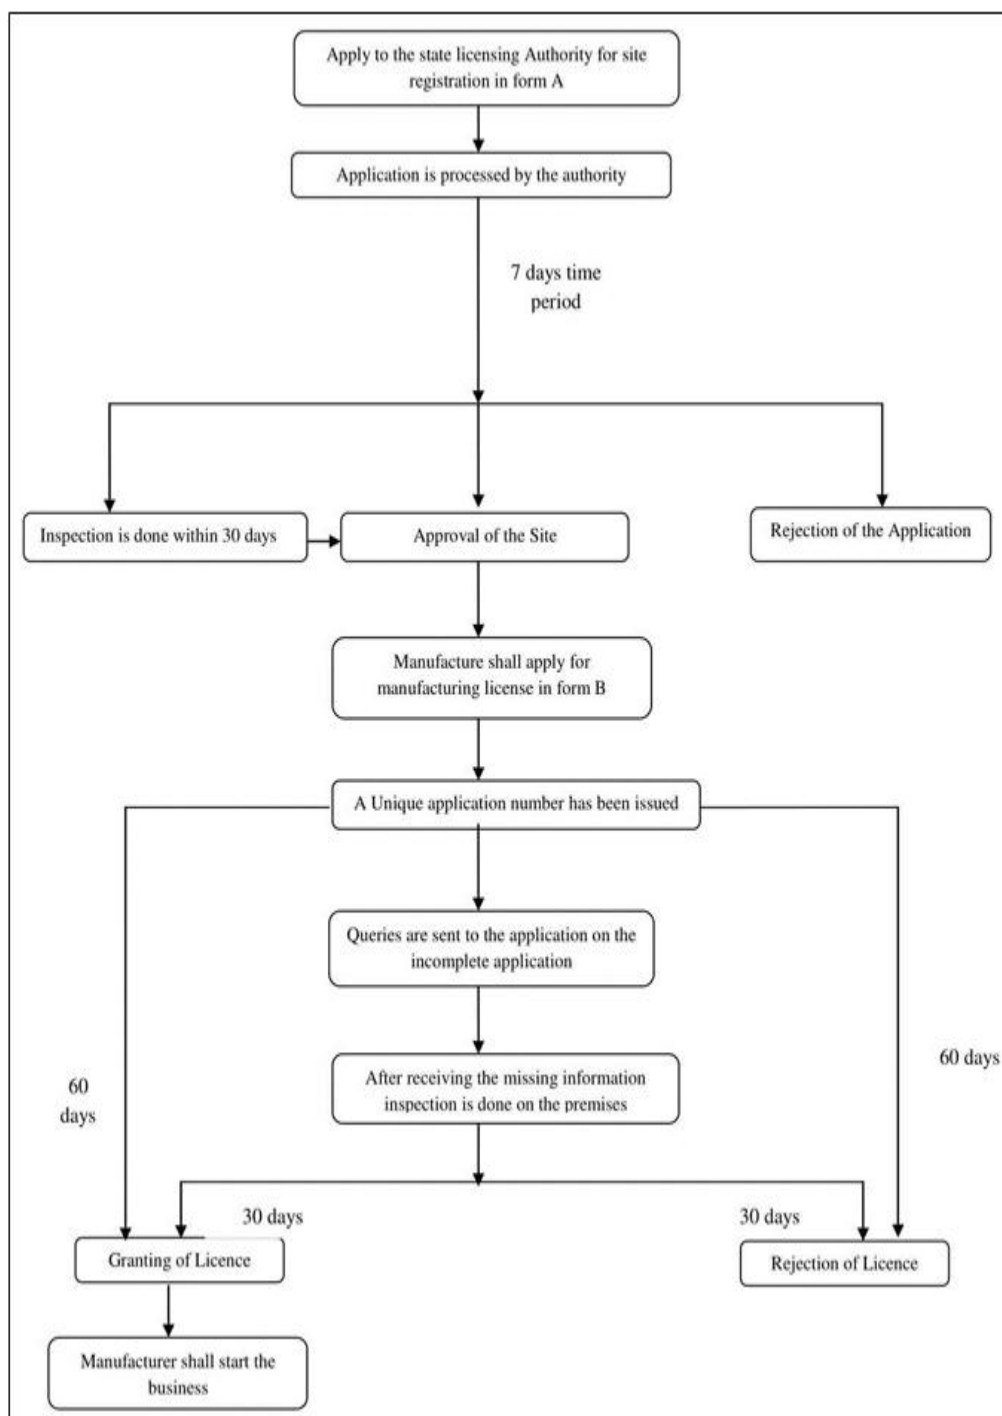 Apply to the state licensing Authority for site
registration in form A
Application is processed by the authority
7 days time
period
Inspection is done within 30 days
Approval of the Site
Rejection of the Application
Manufacture shall apply for
manufacturing license in form B
A Unique application number has been issued
Queries are sent to the application on the
incomplete application
60 days
After receiving the missing information
inspection is done on the premises
60
days
30 days
30 days
Granting of Licence
Rejection of Licence
Manufacturer shall start the
business